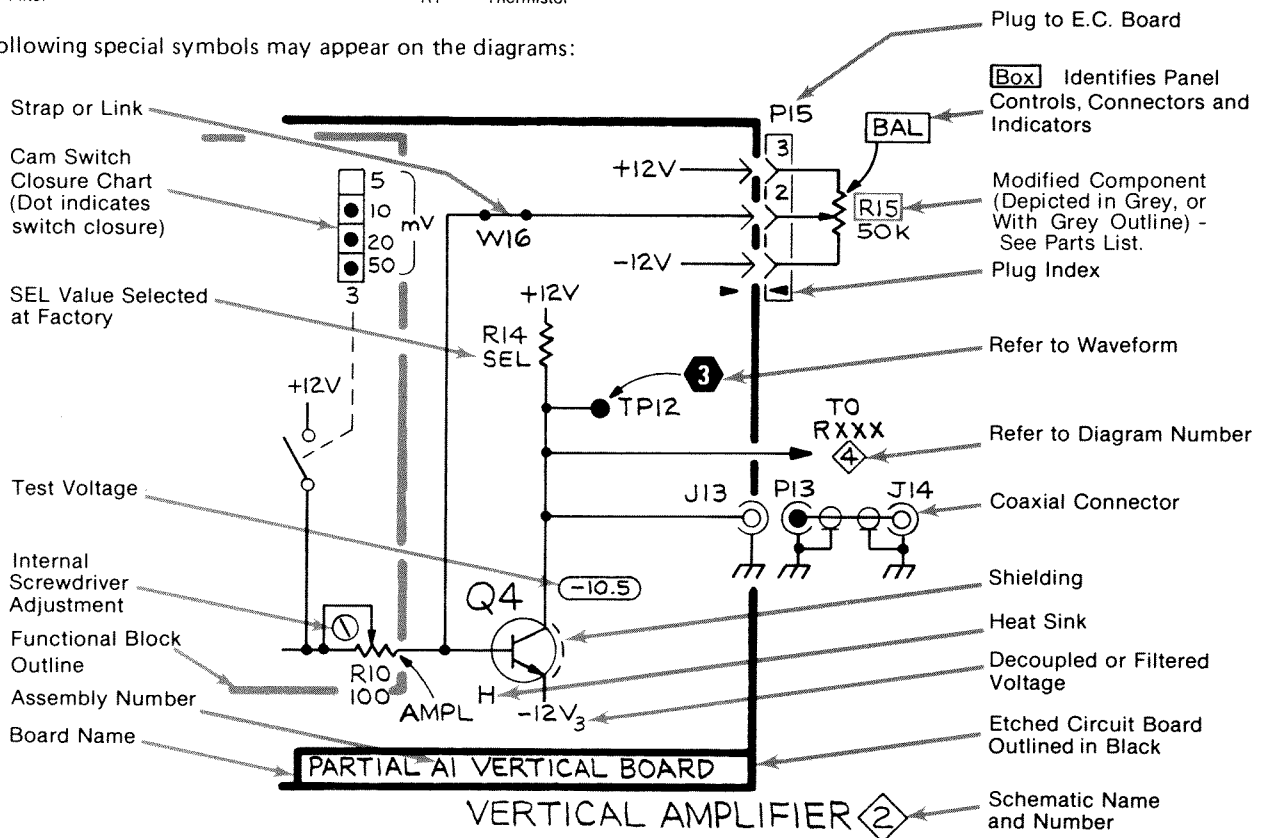 Thermistor
ollowing special symbols may appear on the diagrams:
Plug to E.C. Board
Box Identifies Panel
Controls, Connectors and
Indicators
Modified Component
(Depicted in Grey, or
With Grey Outline) -
See Parts List.
Plug Index
Refer to Waveform
Refer to Diagram Number
Coaxial Connector
Shielding
Heat Sink
Decoupled or Filtered
Voltage
Etched Circuit Board
Outlined in Black
Schematic Name
and Number
Strap or Link
Cam Switch
Closure Chart
(Dot indicates
switch closure)
SEL Value Selected
at Factory
Test Voltage
Internal
Screwdriver
Adjustment
Functional Block
Outline
Assembly Number
Board Name
P15
BAL
+12V
3
2
R15
50K
-12V
W16
5
10
20
50
mV
3
+12V
R14
SEL
3
TP12
TO
RXXX
4
+12V
J13
P13
J14
-10.5
Q4
R10
100
AMPL
H
-12V3
PARTIAL A1 VERTICAL BOARD
VERTICAL AMPLIFIER 2